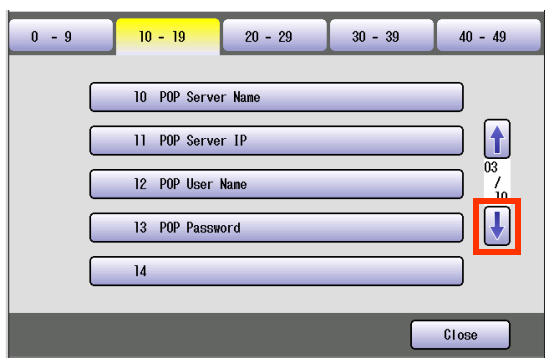 0 - 9 10 - 19 20 - 29 30 - 39 40 - 49
10 POP Server Name
11 POP Server IP
03
/
10
12 POP User Name
13 POP Password
14
Close